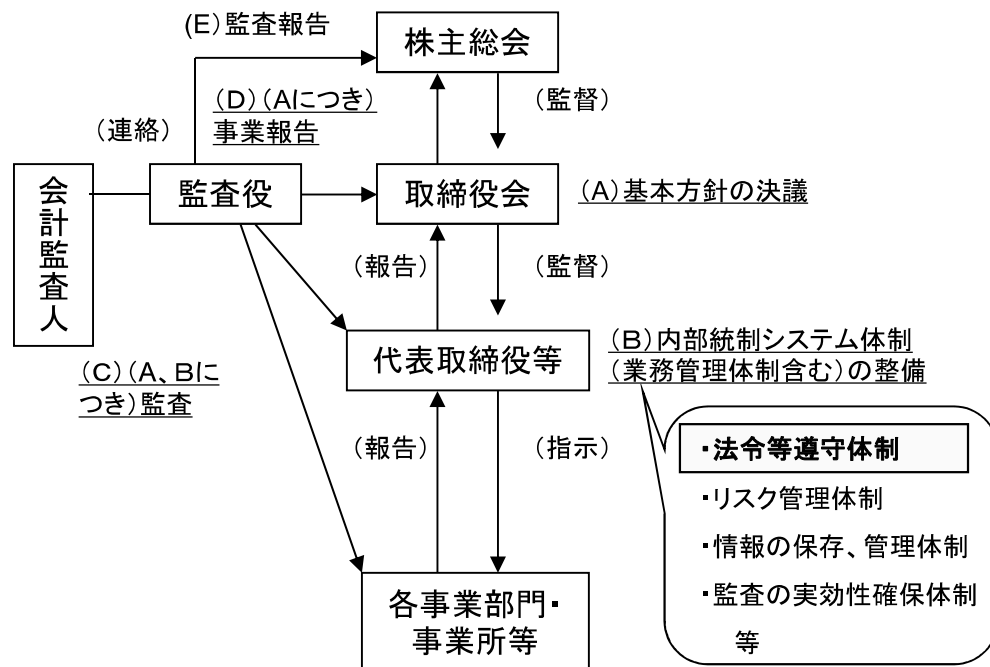 (E)監査報告
株主総会
(D)(Aにつき)
事業報告
(監督)
(連絡)
会計監査人
監査役
取締役会
(A)基本方針の決議
(報告)
(監督)
代表取締役等
(B)内部統制システム体制
(業務管理体制含む)の整備
(C)(A、Bに
つき)監査
(報告)
(指示)
・法令等遵守体制
・リスク管理体制
・情報の保存、管理体制
・監査の実効性確保体制
等
各事業部門・
事業所等